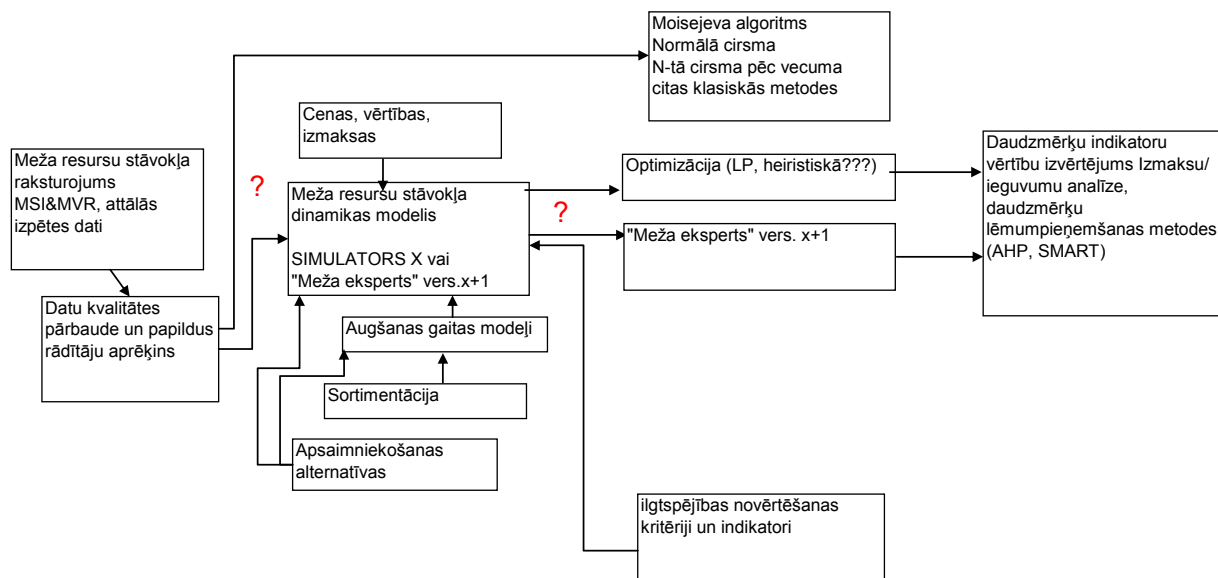 Moisejeva algoritms
Normālā cirsma
N-tā cirsma pēc vecuma
citas klasiskās metodes
Cenas, vērtības,
izmaksas
Meža resursu stāvokļa
raksturojums
MSI&MVR, attālās
izpētes dati
?
Meža resursu stāvokļa
dinamikas modelis
SIMULATORS X vai
"Meža eksperts" vers.x+1
?
Optimizācija (LP, heiristiskā???)
"Meža eksperts" vers. x+1
Daudzmērķu indikatoru
vērtību izvērtējums Izmaksu/
ieguvumu analīze,
daudzmērķu
lēmumpieņemšanas metodes
(AHP, SMART)
Datu kvalitātes
pārbaude un papildus
rādītāju aprēķins
Augšanas gaitas modeļi
Sortimentācija
Apsaimniekošanas
alternatīvas
ilgtspējības novērtēšanas
kritēriji un indikatori